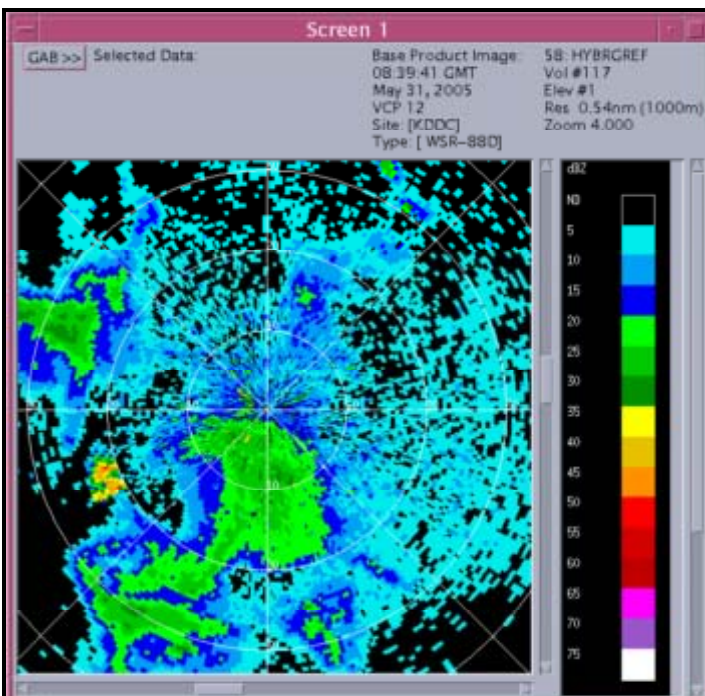 Screen 1
GAB >> Selected Data:
Base Product Image:
08:39:41 GMT
May 31, 2005
VCP 12
Site: [KDDC]
Type: [ WSR-88D]
58: HYBRGREF
Vol #117
Elev #1
Res 0.54nm (1000m)
Zoom 4.000
dBZ
ND
5
10
15
20
25
30
35
40
45
50
55
60
65
70
75
10